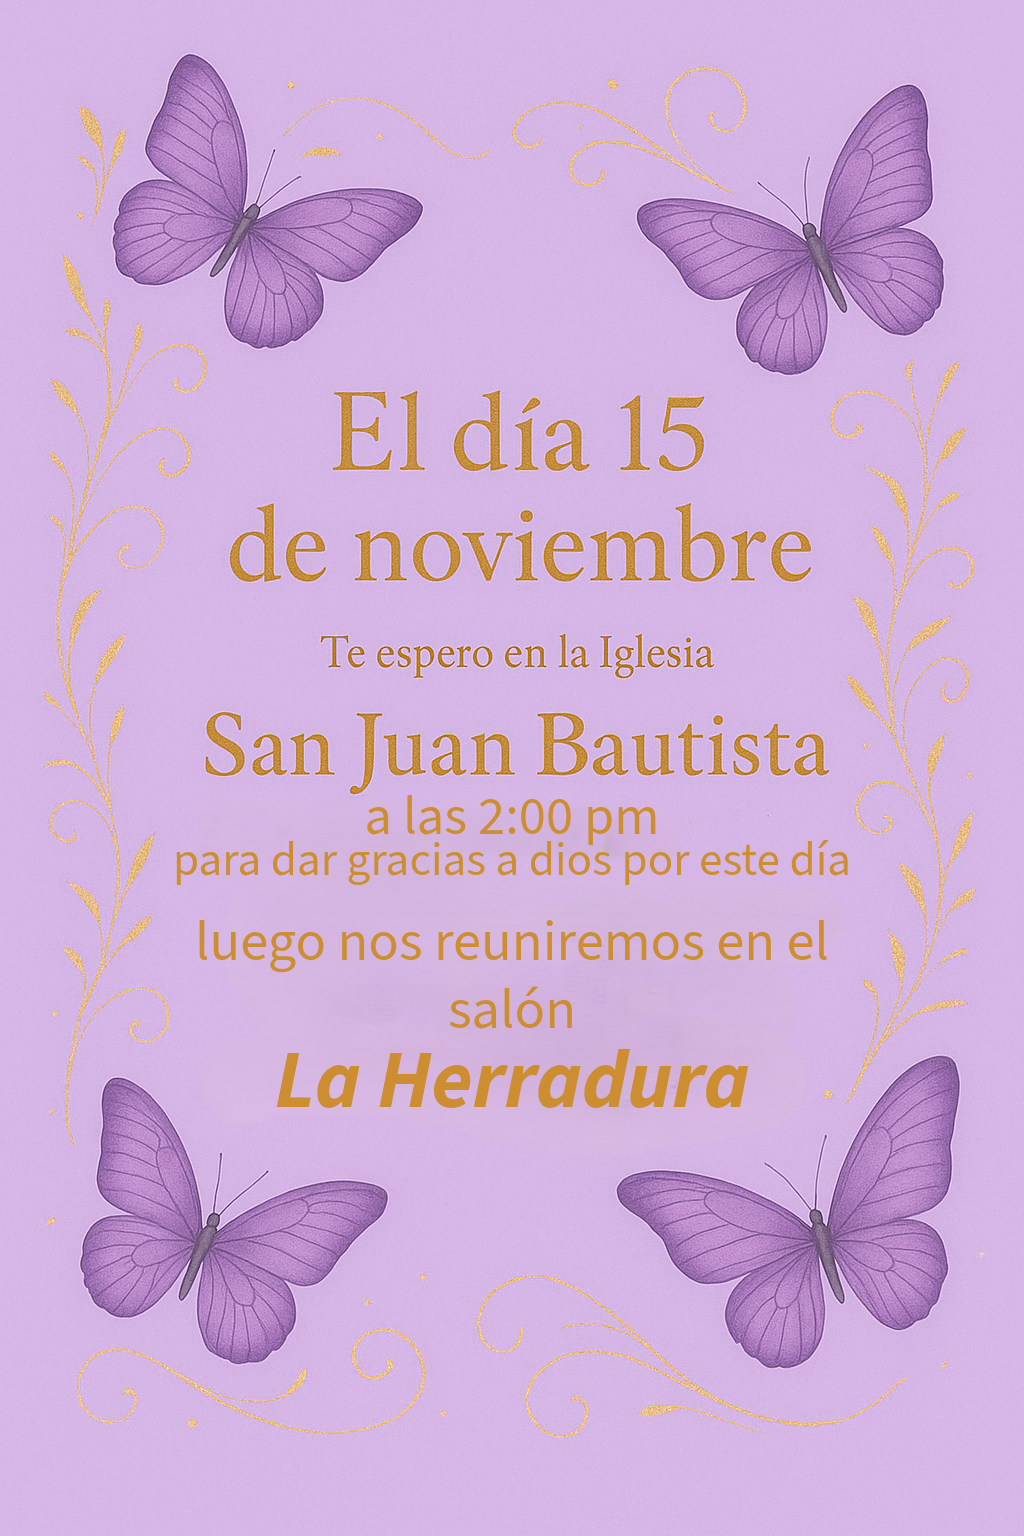 El día 15
de noviembre
Te espero en la Iglesia
San Juan Bautista
a las 2:00 pm
para dar gracias a dios por este día
luego nos reuniremos en el
salón
La Herradura